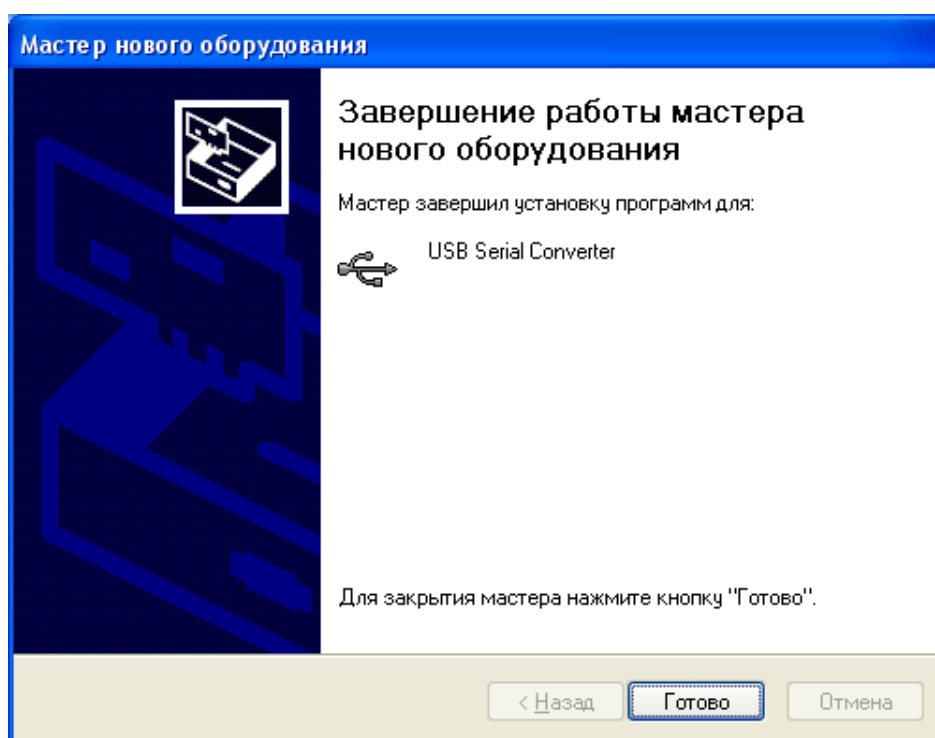 Мастер нового оборудования
Завершение работы мастера
нового оборудования
Мастер завершил установку программ для:
USB Serial Converter
Для закрытия мастера нажмите кнопку "Готово".
< Назад
Готово
Отмена